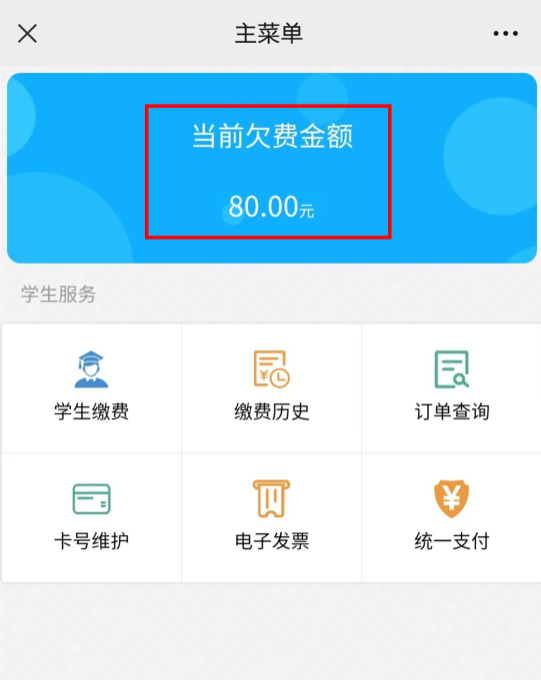 主菜单
当前欠费金额
80.00元
学生服务
学生缴费
缴费历史
订单查询
卡号维护
电子发票
统一支付